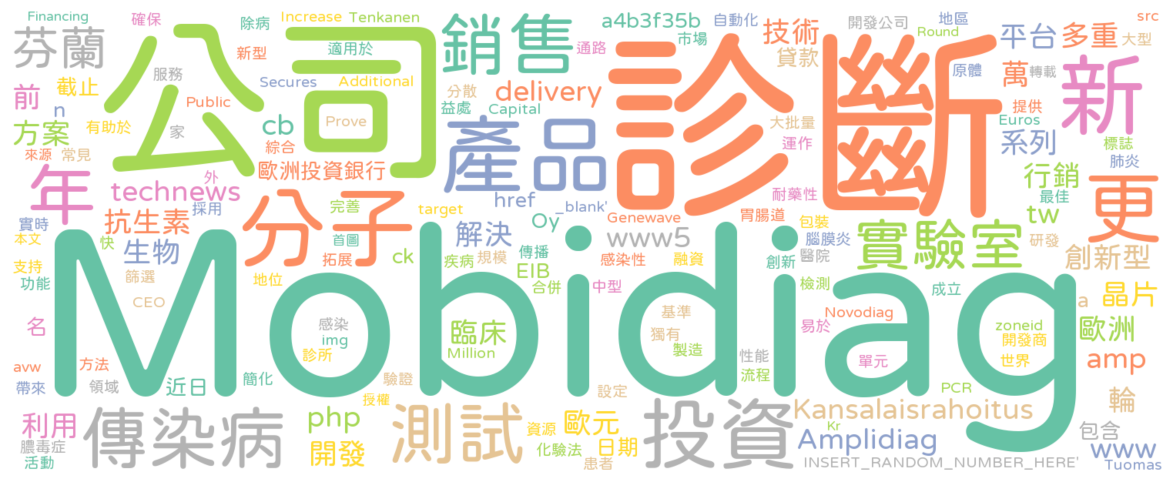 Financing
確保
除病
Increase
Tenkanen
自動化
開發公司
地區
src
芬蘭
公司
銷售
a4b3f35b
技術
Round
平台
多重
大型
新型
適用於
通路
診斷
市場
貸款
新
服務
截止
Secures
Additional
分散
delivery
原體
轉載
前
n
Public
益處
Capital
萬
提供
方案
有助於
家
Prove
cb
產品
大批量
Euros
系列
標誌
來源
常見
綜合
歐洲投資銀行
運作
肺炎
年
technews
外
分子
href
_blank'
耐藥性
行銷
最佳
更
實時
採用
抗生素
完善
target
Oy
Genewave
胃腸道
包裝
tw
本文
快
生物
首圖
解決
www5
腦膜炎
實驗室
研發
支持
拓展
ck
疾病
規模
傳播
感染性
融資
創新
醫院
創新型
功能
篩選
地位
EIB
合併
中型
檢測
成立
a
晶片
CEO
Mobidiag
名
感染
img
臨床
基準
Novodiag
獨有
易於
zoneid
歐洲
診所
Million
製造
開發商
avw
方法
性能
單元
世界
amp
帶來
領域
近日
簡化
驗證
流程
PCR
設定
授權
利用
傳染病
php
測試
歐元
投資
Kansalaisrahoitus
輪
資源
Kr
膿毒症
開發
化驗法
日期
Amplidiag
包含
www
活動
患者
INSERT_RANDOM_NUMBER_HERE'
Tuomas